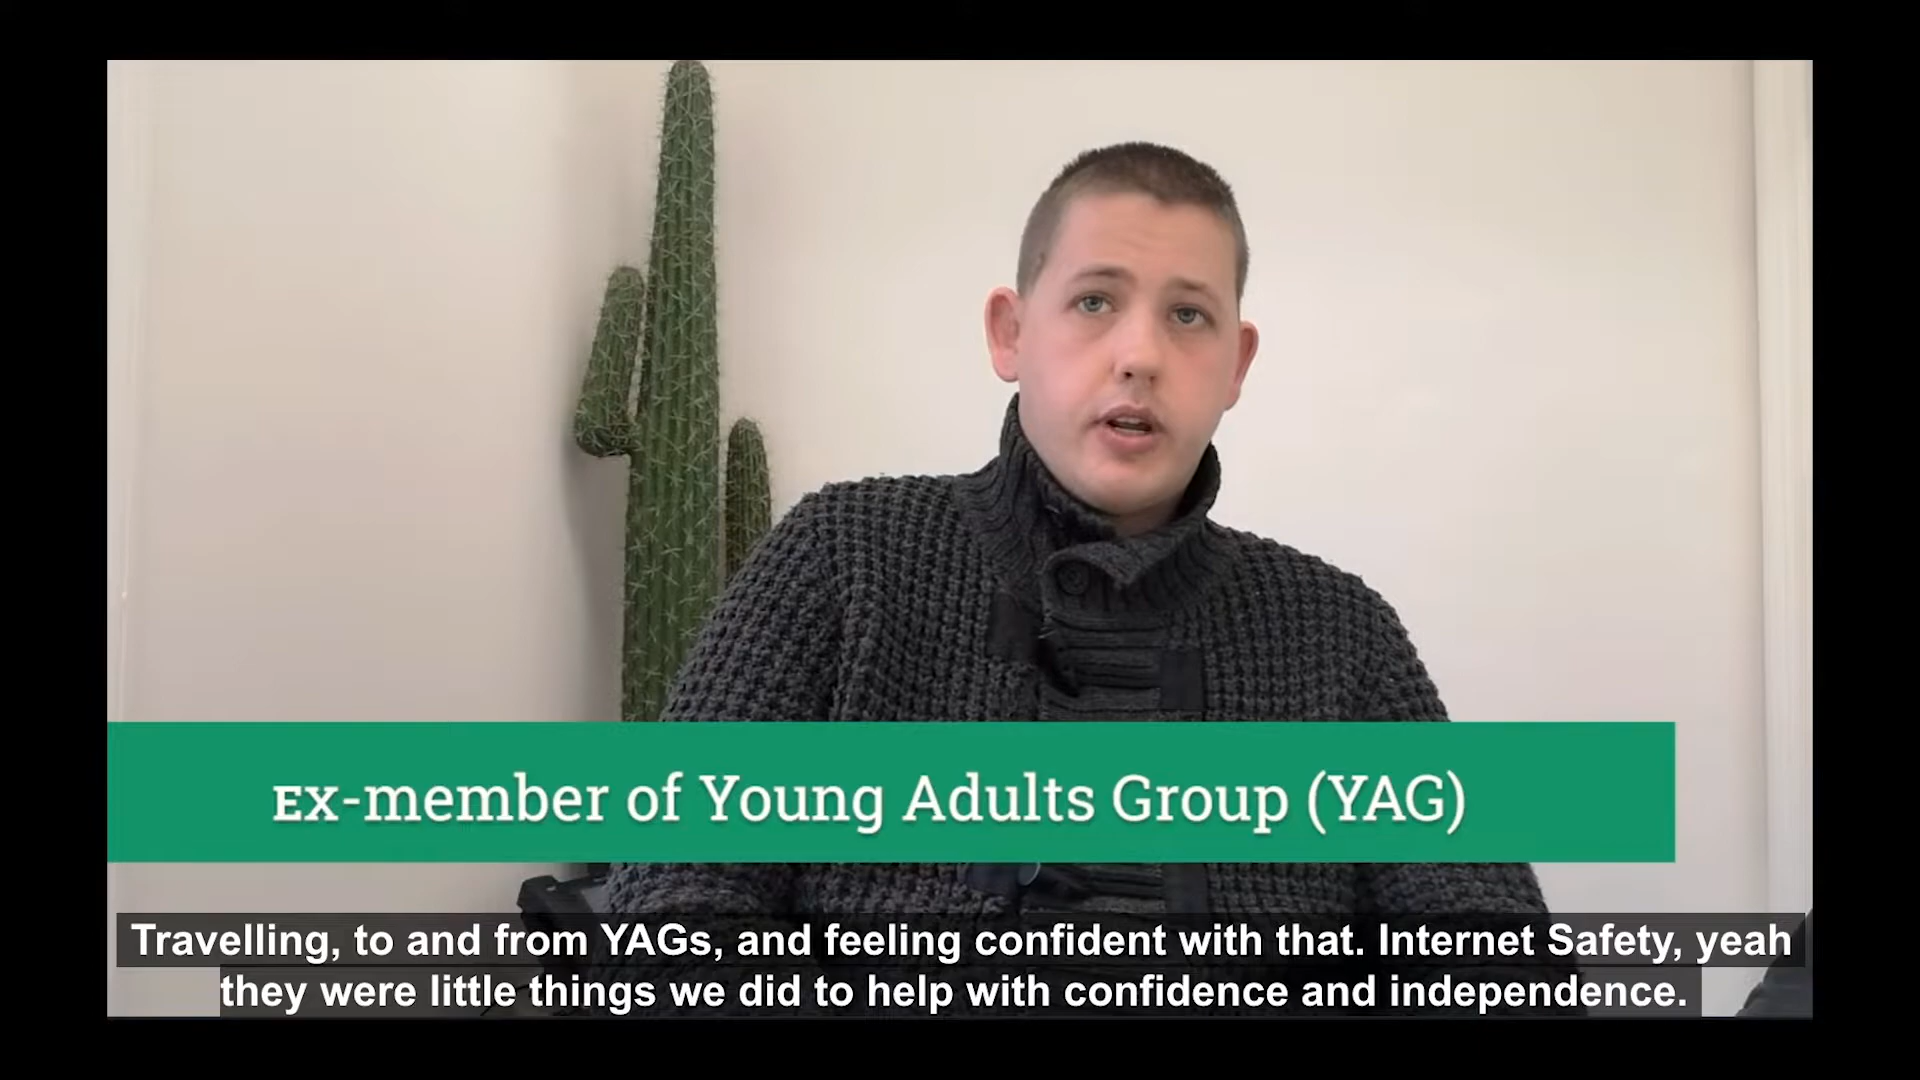 EX-member of Young Adults Group (YAG)
Travelling, to and from YAGs, and feeling confident with that. Internet Safety, yeah
they were little things we did to help with confidence and independence.